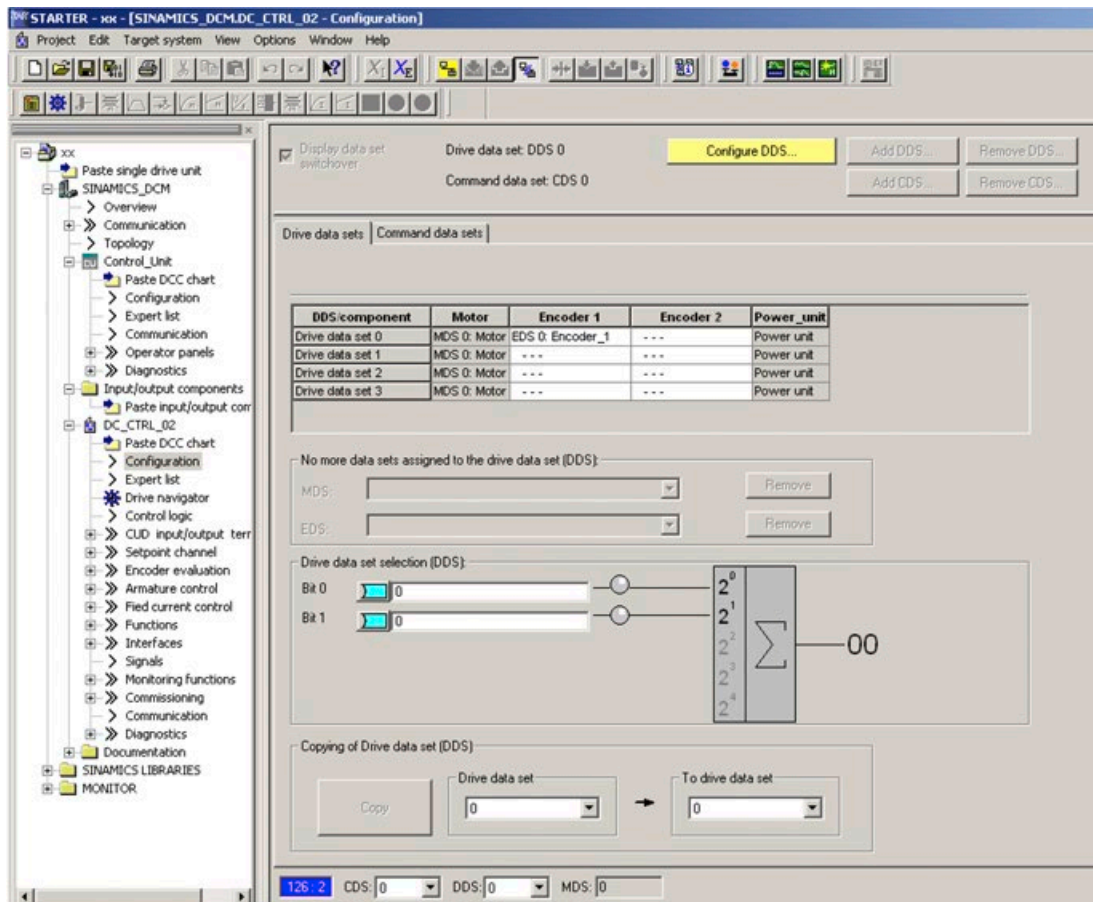 STARTER - xx - [SINAMICS_DCM.DC_CTRL_02 - Configuration]
Project Edit Target system View Options Window Help
xx
Paste single drive unit
SINAMICS_DCM
Overview
Communication
Topology
Control_Unit
Paste DCC chart
Configuration
Expert list
Communication
Operator panels
Diagnostics
Input/output components
Paste input/output com
DC_CTRL_02
Paste DCC chart
Configuration
Expert list
Drive navigator
Control logic
CUD input/output terr
Setpoint channel
Encoder evaluation
Armature control
Fied current control
Functions
Interfaces
Signals
Monitoring functions
Commissioning
Communication
Diagnostics
Documentation
SINAMICS LIBRARIES
MONITOR
Display data set switchover
Drive data set: DDS 0
Configure DDS...
Add DDS...
Remove DDS...
Command data set: CDS 0
Add CDS...
Remove CDS...
Drive data sets Command data sets
DDS/component Motor Encoder 1 Encoder 2 Power_unit
Drive data set 0 MDS 0: Motor EDS 0: Encoder_1 - - - Power unit
Drive data set 1 MDS 0: Motor - - - - - - Power unit
Drive data set 2 MDS 0: Motor - - - - - - Power unit
Drive data set 3 MDS 0: Motor - - - - - - Power unit
No more data sets assigned to the drive data set (DDS):
MDS: Remove
EDS: Remove
Drive data set selection (DDS):
Bit 0 0
Bit 1 0
2^0
2^1
2^2
2^3
2^4
Σ
00
Copying of Drive data set (DDS)
Copy
Drive data set
0
To drive data set
0
126 : 2 CDS: 0 DDS: 0 MDS: 0